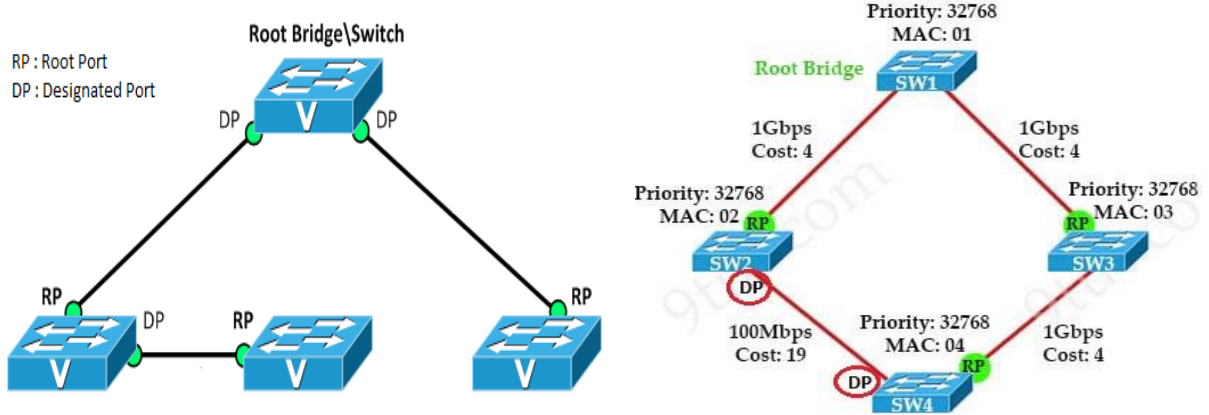 Root Bridge\Switch
RP : Root Port
DP : Designated Port
DP
DP
V
RP
DP
RP
RP
V
V
V
Priority: 32768
MAC: 01
Root Bridge
SW1
1Gbps
Cost: 4
1Gbps
Cost: 4
Priority: 32768
MAC: 02
RP
SW2
DP
Priority: 32768
MAC: 03
RP
SW3
100Mbps
Cost: 19
Priority: 32768
MAC: 04
1Gbps
Cost: 4
RP
DP
SW4